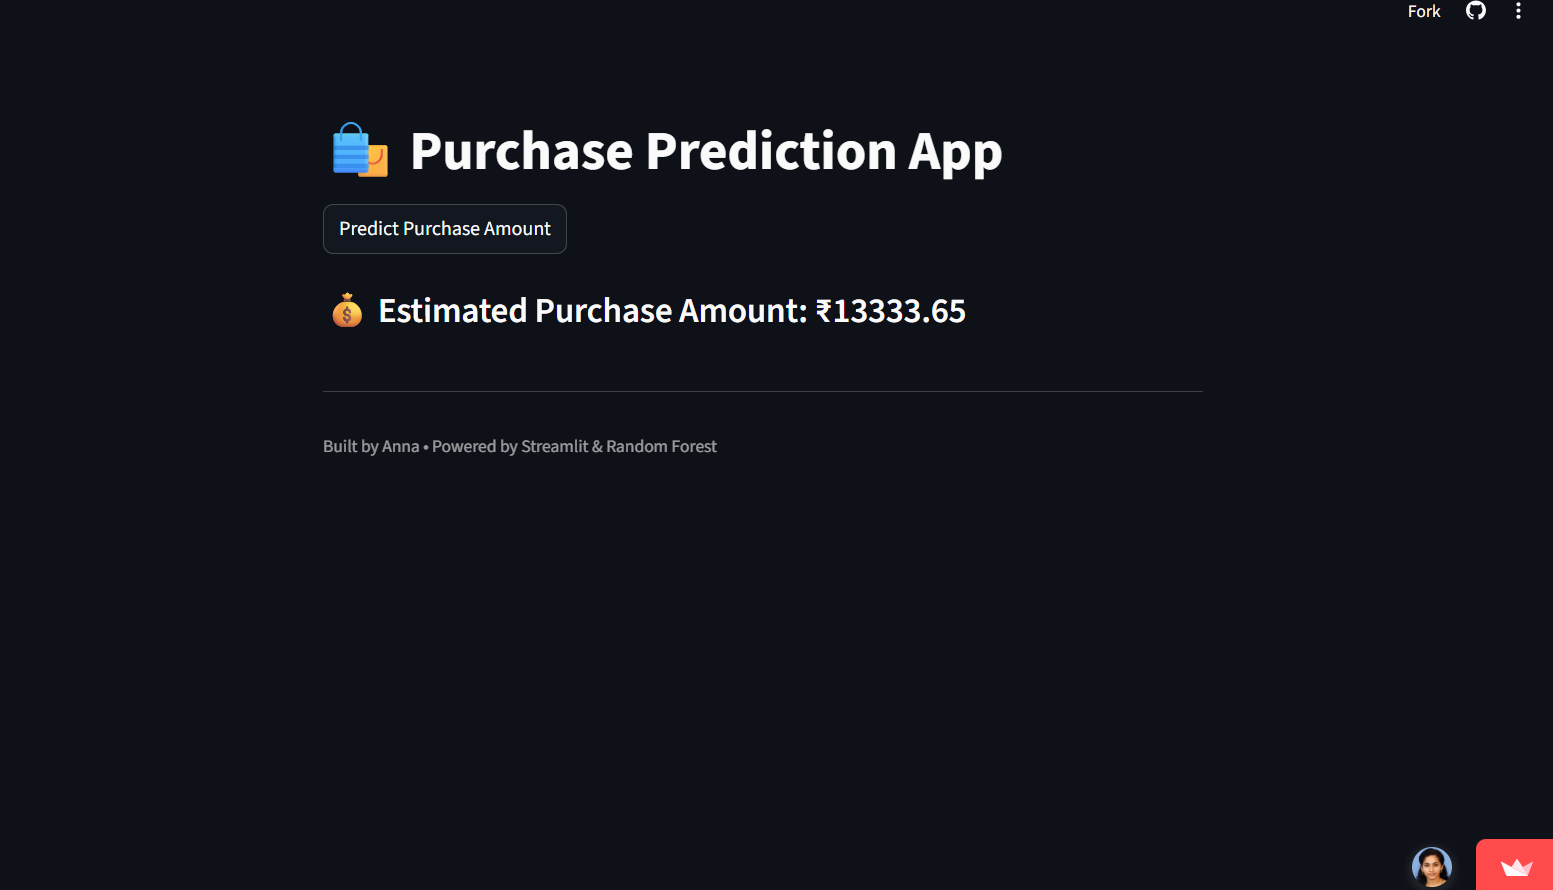 Fork
Purchase Prediction App
Predict Purchase Amount
Estimated Purchase Amount: ₹13333.65
Built by Anna • Powered by Streamlit & Random Forest